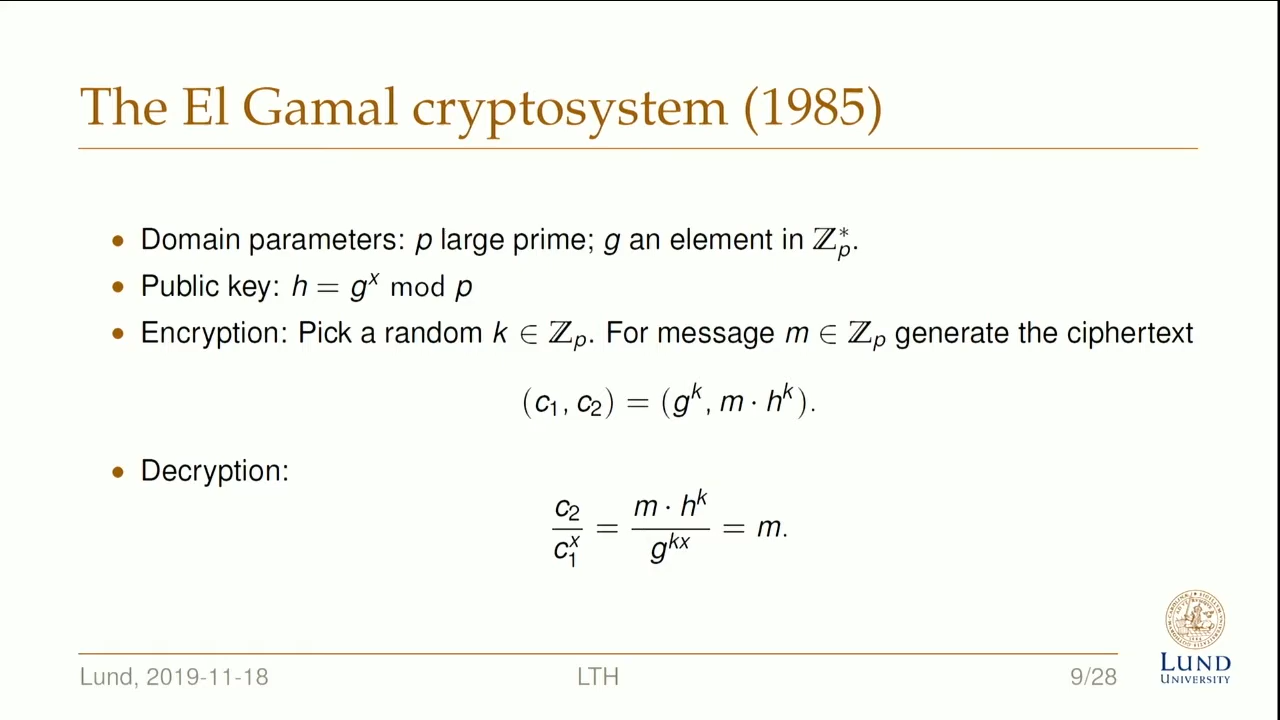 The El Gamal cryptosystem (1985)
• Domain parameters: p large prime; g an element in ℤ*ₚ.
• Public key: h = gˣ mod p
• Encryption: Pick a random k ∈ ℤₚ. For message m ∈ ℤₚ generate the ciphertext
(c₁, c₂) = (gᵏ, m · hᵏ).
• Decryption:
c₂ / c₁ˣ = m · hᵏ / gᵏˣ = m.
Lund, 2019-11-18 LTH 9/28
LUND
UNIVERSITY